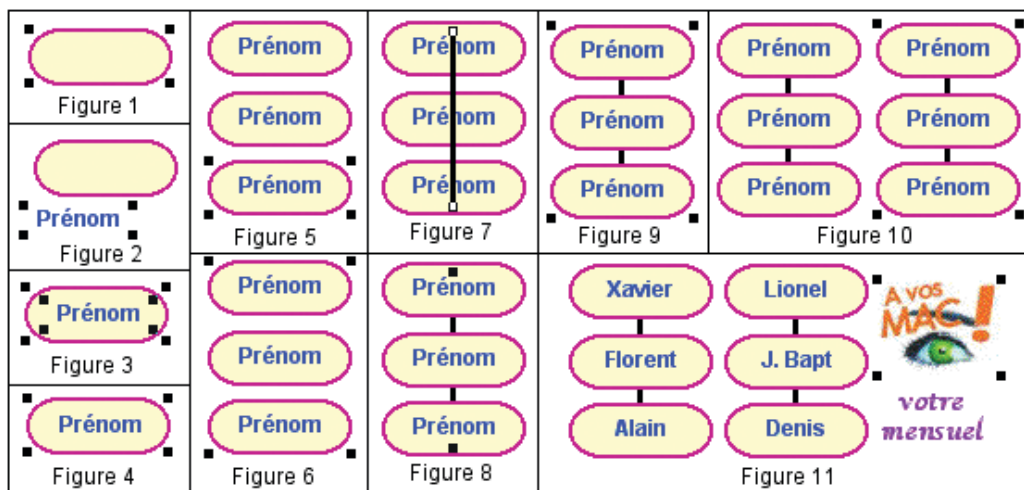 Figure 1
Prénom
Figure 2
Prénom
Figure 3
Prénom
Figure 4
Prénom
Prénom
Prénom
Figure 5
Prénom
Prénom
Prénom
Figure 6
Prénom
Prénom
Prénom
Figure 7
Prénom
Prénom
Prénom
Figure 8
Prénom
Prénom
Prénom
Figure 9
Prénom Prénom
Prénom Prénom
Prénom Prénom
Figure 10
Xavier Lionel
Florent J. Bapt
Alain Denis
A VOS
MAC !
votre
mensuel
Figure 11